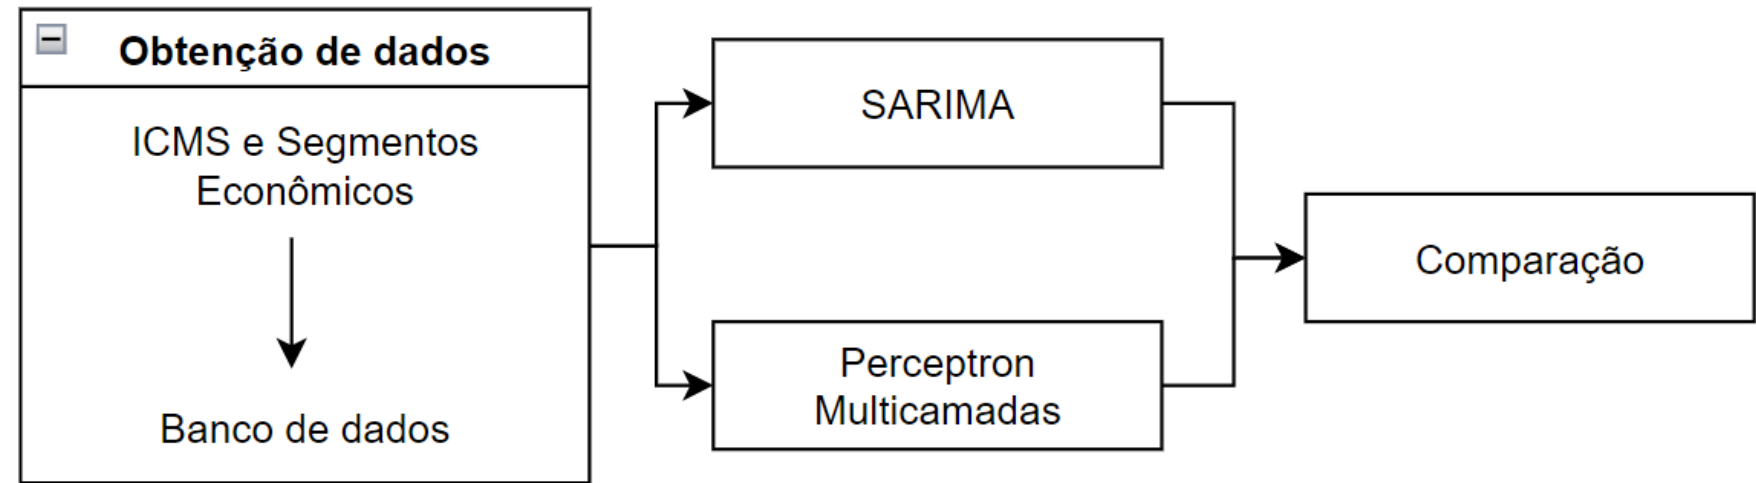 Obtenção de dados
ICMS e Segmentos
Econômicos
Banco de dados
SARIMA
Perceptron
Multicamadas
Comparação